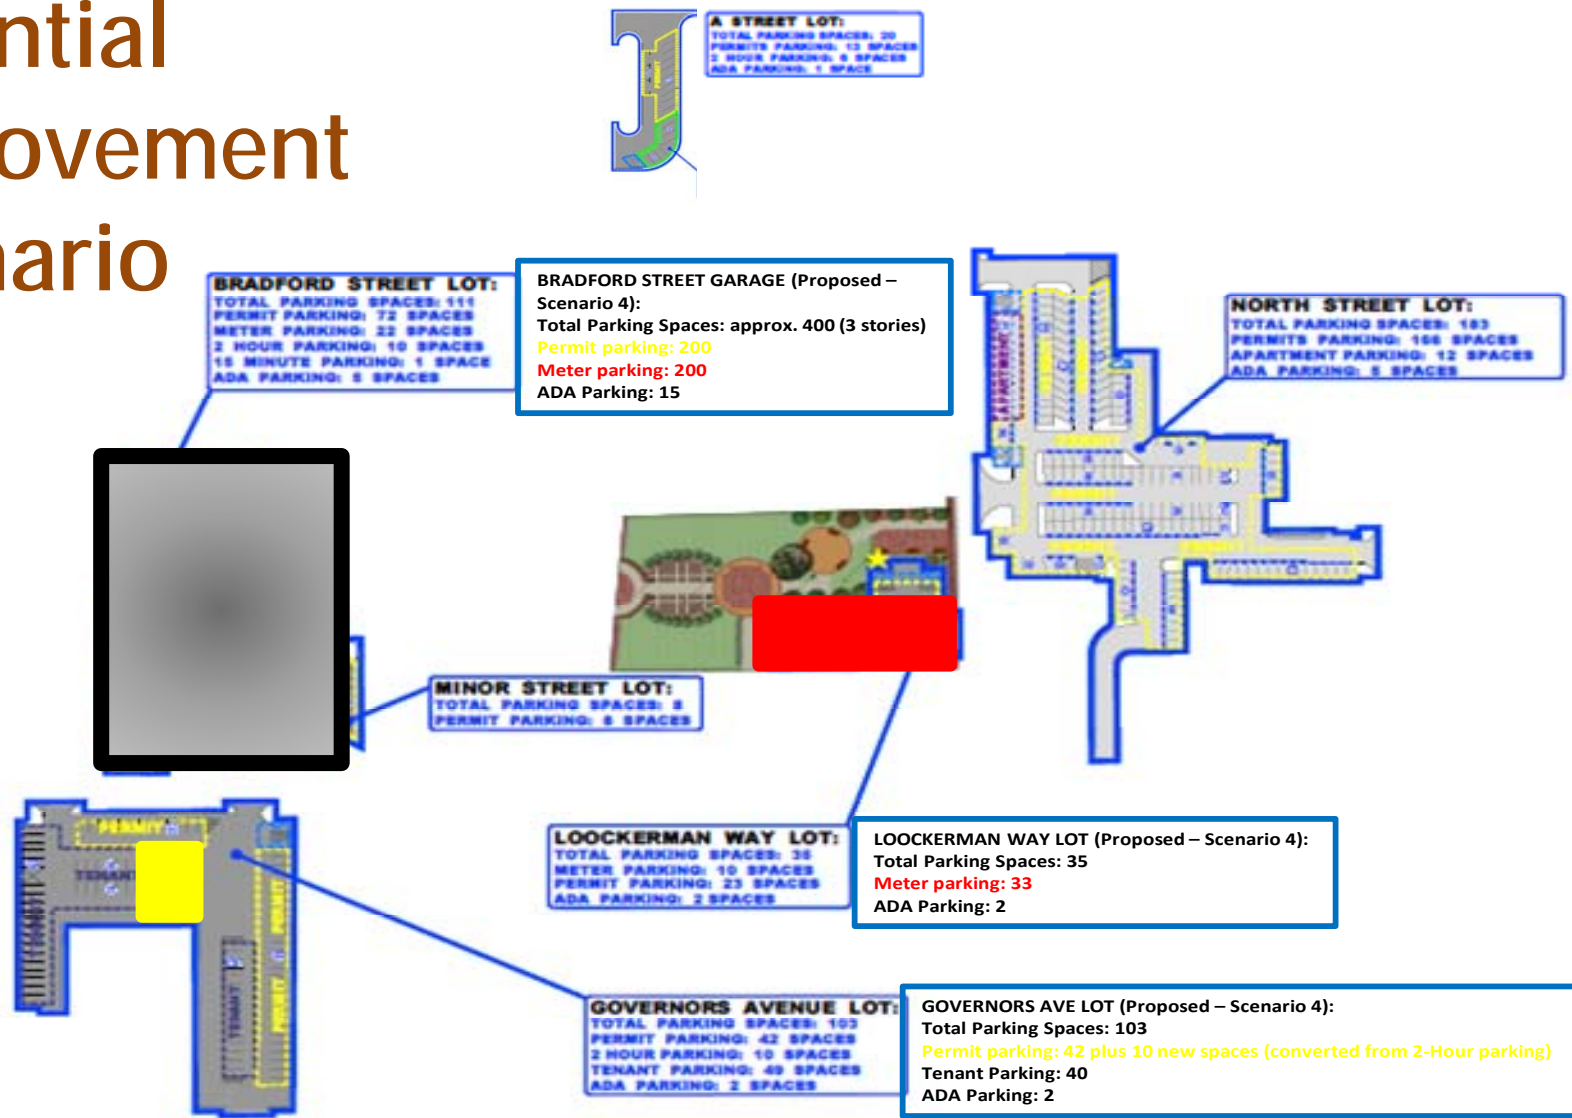 ntial
ovement
nario
A STREET LOT:
TOTAL PARKING SPACES: 20
PERMITS PARKING: 13 SPACES
2 HOUR PARKING: 6 SPACES
ADA PARKING: 1 SPACE
PERMIT
BRADFORD STREET LOT:
TOTAL PARKING SPACES: 111
PERMIT PARKING: 72 SPACES
METER PARKING: 22 SPACES
2 HOUR PARKING: 10 SPACES
15 MINUTE PARKING: 1 SPACE
ADA PARKING: 5 SPACES
BRADFORD STREET GARAGE (Proposed –
Scenario 4):
Total Parking Spaces: approx. 400 (3 stories)
Permit parking: 200
Meter parking: 200
ADA Parking: 15
NORTH STREET LOT:
TOTAL PARKING SPACES: 183
PERMITS PARKING: 166 SPACES
APARTMENT PARKING: 12 SPACES
ADA PARKING: 5 SPACES
APARTMENT
PERMIT
MINOR STREET LOT:
TOTAL PARKING SPACES: 8
PERMIT PARKING: 8 SPACES
LOOCKERMAN WAY LOT:
TOTAL PARKING SPACES: 35
METER PARKING: 10 SPACES
PERMIT PARKING: 23 SPACES
ADA PARKING: 2 SPACES
LOOCKERMAN WAY LOT (Proposed – Scenario 4):
Total Parking Spaces: 35
Meter parking: 33
ADA Parking: 2
PERMIT
TENANT
PERMIT
TENANT
PERMIT
GOVERNORS AVENUE LOT:
TOTAL PARKING SPACES: 103
PERMIT PARKING: 42 SPACES
2 HOUR PARKING: 10 SPACES
TENANT PARKING: 49 SPACES
ADA PARKING: 2 SPACES
GOVERNORS AVE LOT (Proposed – Scenario 4):
Total Parking Spaces: 103
Permit parking: 42 plus 10 new spaces (converted from 2-Hour parking)
Tenant Parking: 40
ADA Parking: 2